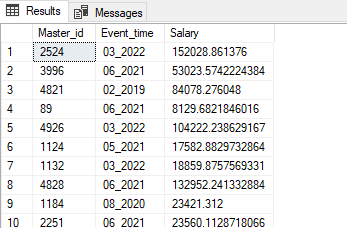 Results Messages
Master_id Event_time Salary
1 2524 03_2022 152028.861376
2 3996 06_2021 53023.5742224384
3 4821 02_2019 84078.276048
4 89 06_2021 8129.6821846016
5 4926 03_2022 104222.238629167
6 1124 05_2021 17582.8829732864
7 1132 03_2022 18859.8757569331
8 4828 06_2021 132952.241332884
9 1184 08_2020 23421.312
10 2251 06_2021 23560.1128718066